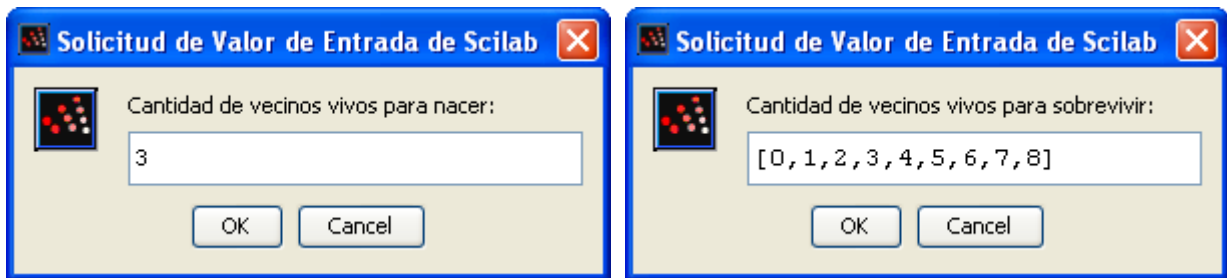 Solicitud de Valor de Entrada de Scilab
Cantidad de vecinos vivos para nacer:
3
OK
Cancel
Solicitud de Valor de Entrada de Scilab
Cantidad de vecinos vivos para sobrevivir:
[0,1,2,3,4,5,6,7,8]
OK
Cancel